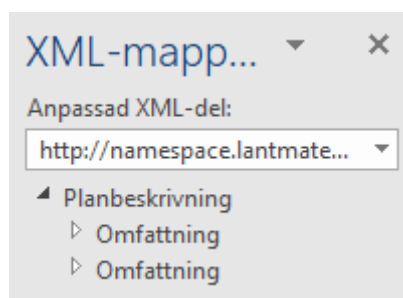 XML-mapp...
Anpassad XML-del:
http://namespace.lantmate...
Planbeskrivning
Omfattning
Omfattning